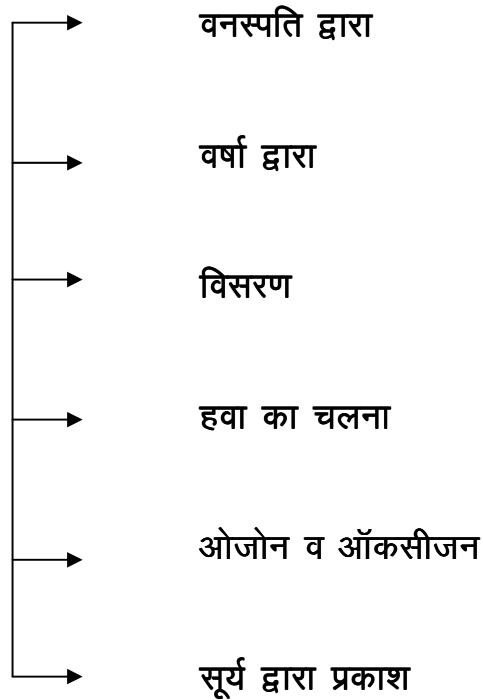 वनस्पति द्वारा
वर्षा द्वारा
विसरण
हवा का चलना
ओजोन व ऑकसीजन
सूर्य द्वारा प्रकाश